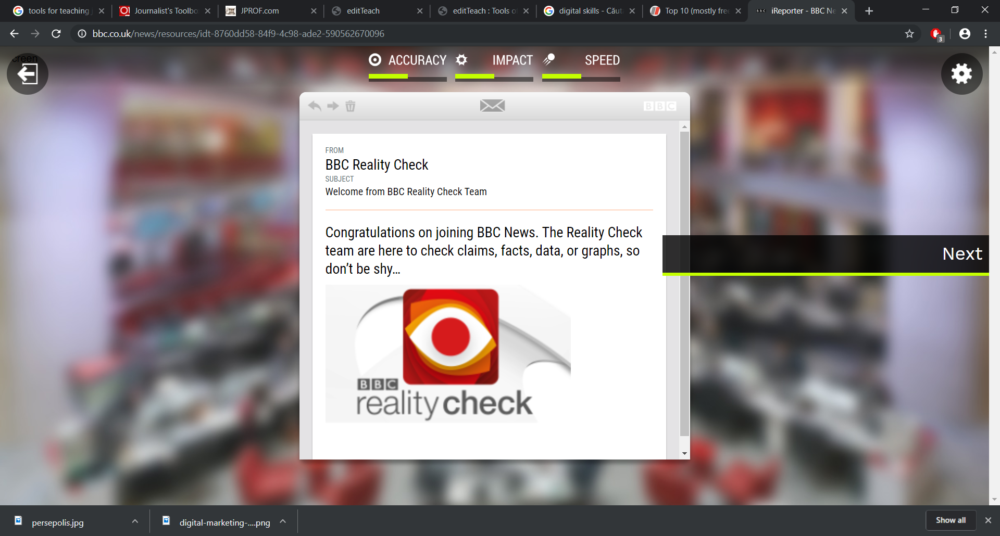 tools for teaching j
Journalist's Toolbo
JPROF.com
editTeach
editTeach : Tools o
digital skills - Căut
Top 10 (mostly free
BBC iReporter - BBC Ne
bbc.co.uk/news/resources/idt-8760dd58-84f9-4c98-ade2-590562670096
3
creen
ACCURACY IMPACT SPEED
BBC
FROM
BBC Reality Check
SUBJECT
Welcome from BBC Reality Check Team
Congratulations on joining BBC News. The Reality Check
team are here to check claims, facts, data, or graphs, so
don’t be shy…
Next
BBC
reality check
persepolis.jpg
digital-marketing-....png
Show all